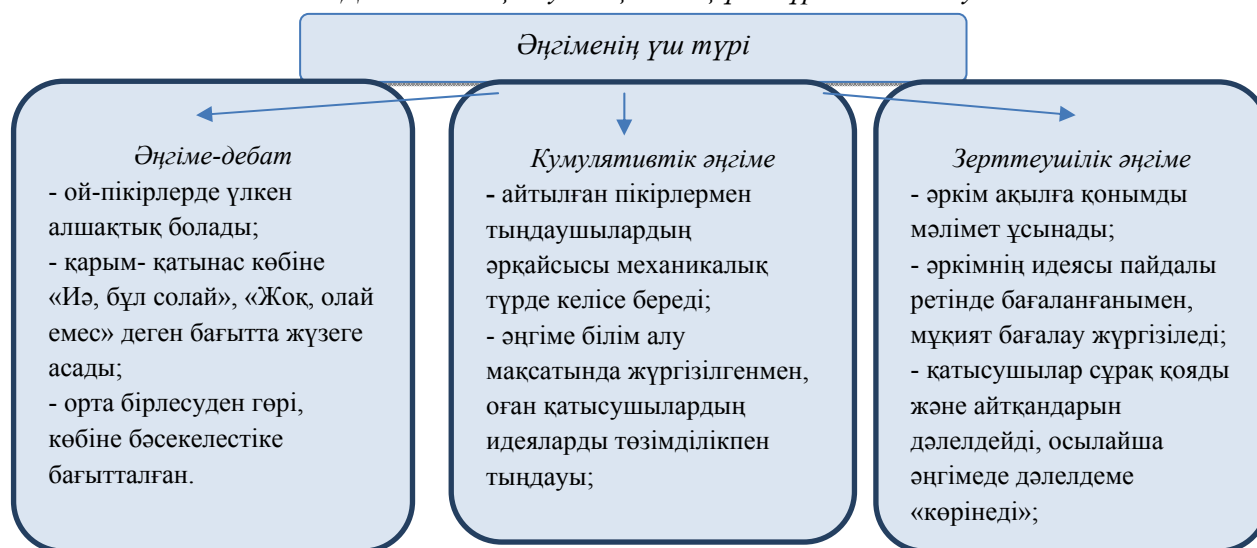 Әңгіменің үш түрі
Әңгіме-дебат
- ой-пікірлерде үлкен
алшақтық болады;
- қарым- қатынас көбіне
«Иә, бұл солай», «Жоқ, олай
емес» деген бағытта жүзеге
асады;
- орта бірлесуден гөрі,
көбіне бәсекелестіке
бағытталған.
Кумулятивтік әңгіме
- айтылған пікірлермен
тыңдаушылардың
әрқайсысы механикалық
түрде келісе береді;
- әңгіме білім алу
мақсатында жүргізілгенмен,
оған қатысушылардың
идеяларды төзімділікпен
тыңдауы;
Зерттеушілік әңгіме
- әркім ақылға қонымды
мәлімет ұсынады;
- әркімнің идеясы пайдалы
ретінде бағаланғанымен,
мұқият бағалау жүргізіледі;
- қатысушылар сұрақ қояды
және айтқандарын
дәлелдейді, осылайша
әңгімеде дәлелдеме
«көрінеді»;